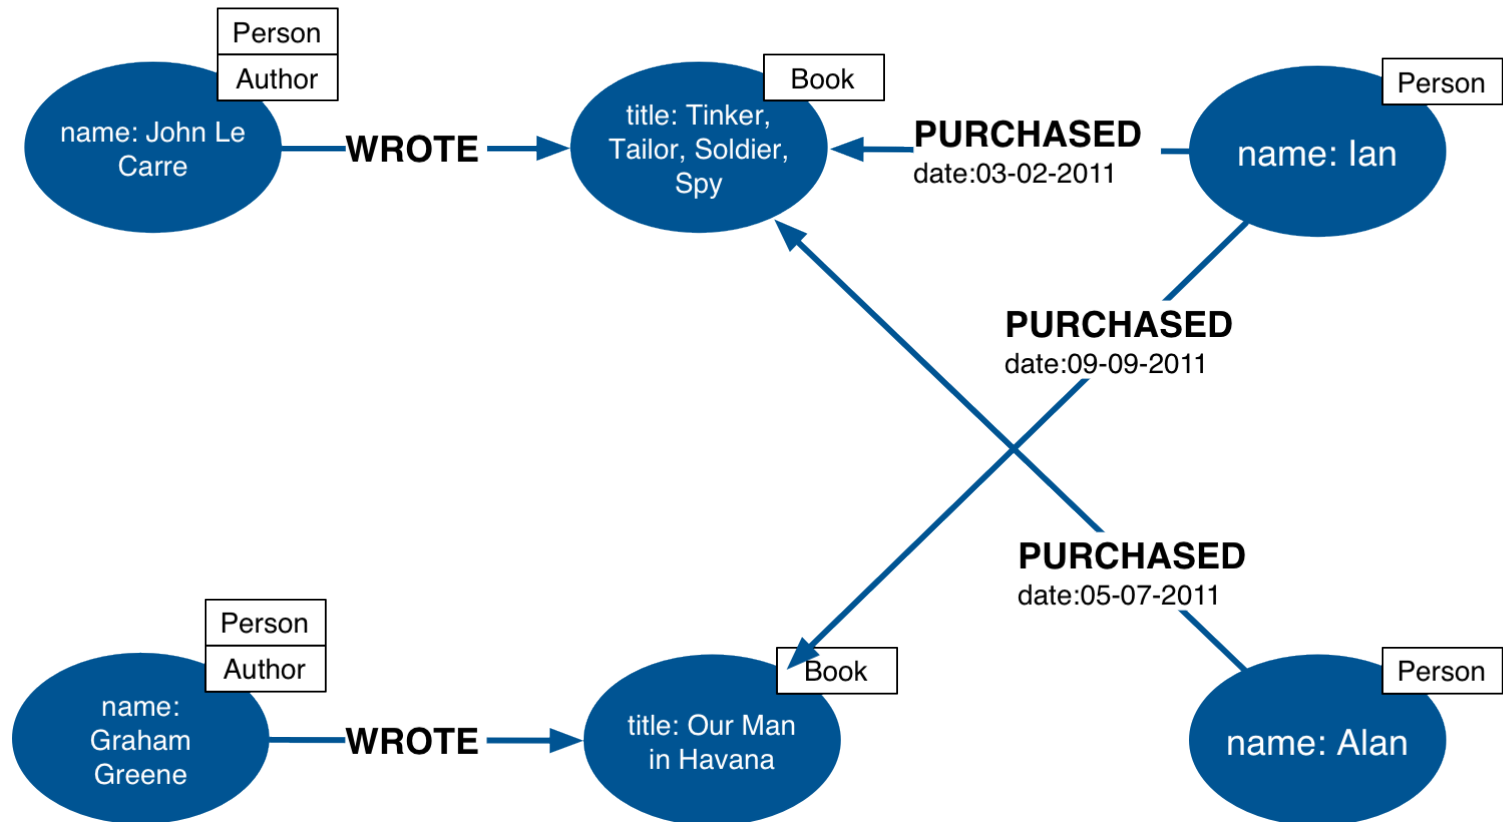 Person
Author
name: John Le
Carre
WROTE
Book
title: Tinker,
Tailor, Soldier,
Spy
PURCHASED
date:03-02-2011
Person
name: Ian
PURCHASED
date:09-09-2011
PURCHASED
date:05-07-2011
Person
Author
name:
Graham
Greene
WROTE
Book
title: Our Man
in Havana
Person
name: Alan